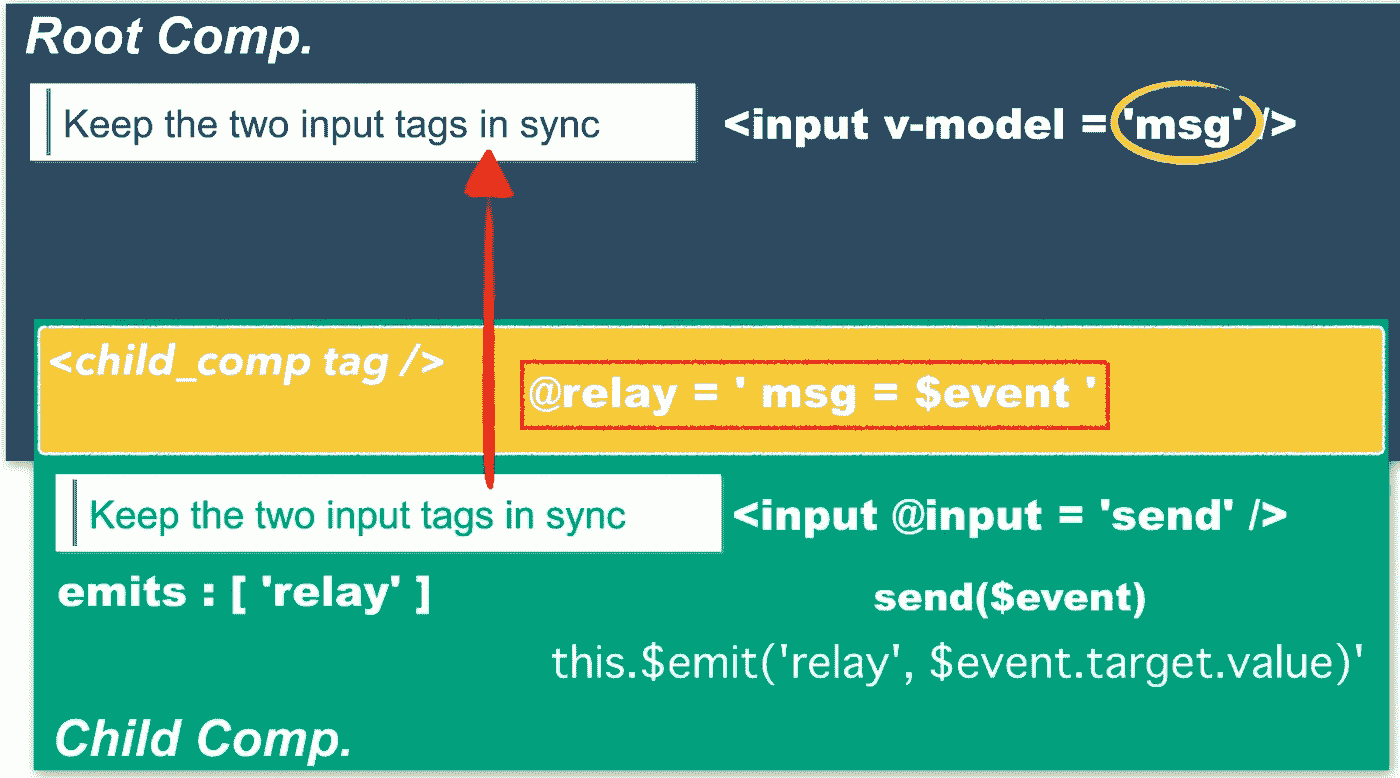 Root Comp.
Keep the two input tags in sync
<input v-model = 'msg' />
<child_comp tag />
@relay = ' msg = $event '
Keep the two input tags in sync
<input @input = 'send' />
emits : [ 'relay' ]
send($event)
this.$emit('relay', $event.target.value)'
Child Comp.